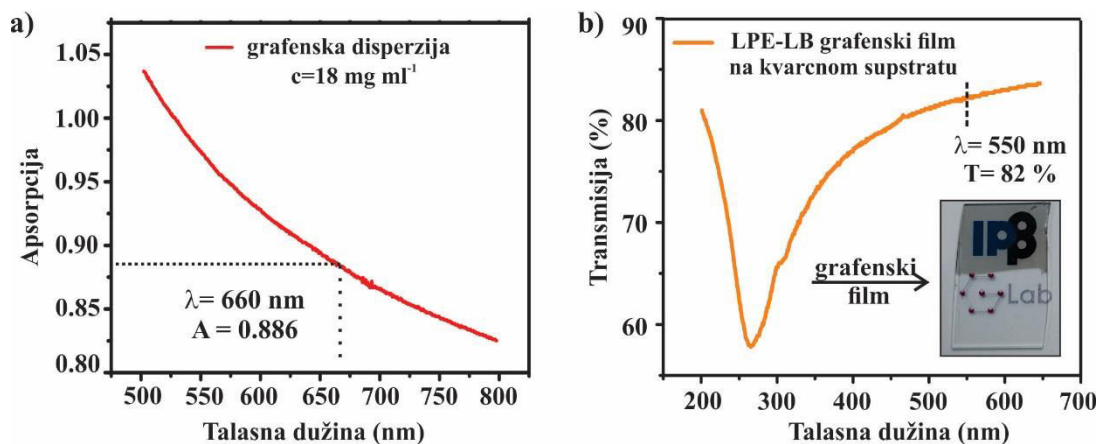 a)
1.05
1.00
0.95
0.90
0.85
0.80
Apsorpcija
grafenska disperzija
c=18 mg ml⁻¹
λ= 660 nm
A = 0.886
500 550 600 650 700 750 800
Talasna dužina (nm)
b)
90
80
70
60
Transmisija (%)
LPE-LB grafenski film
na kvarcnom supstratu
λ= 550 nm
T= 82 %
grafenski
film
Lab
200 300 400 500 600 700
Talasna dužina (nm)